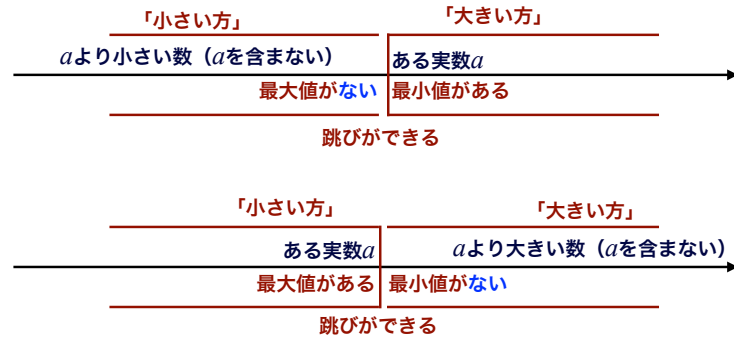 「小さい方」 「大きい方」
aより小さい数（aを含まない） ある実数a
最大値がない 最小値がある
跳びができる
「小さい方」 「大きい方」
ある実数a aより大きい数（aを含まない）
最大値がある 最小値がない
跳びができる